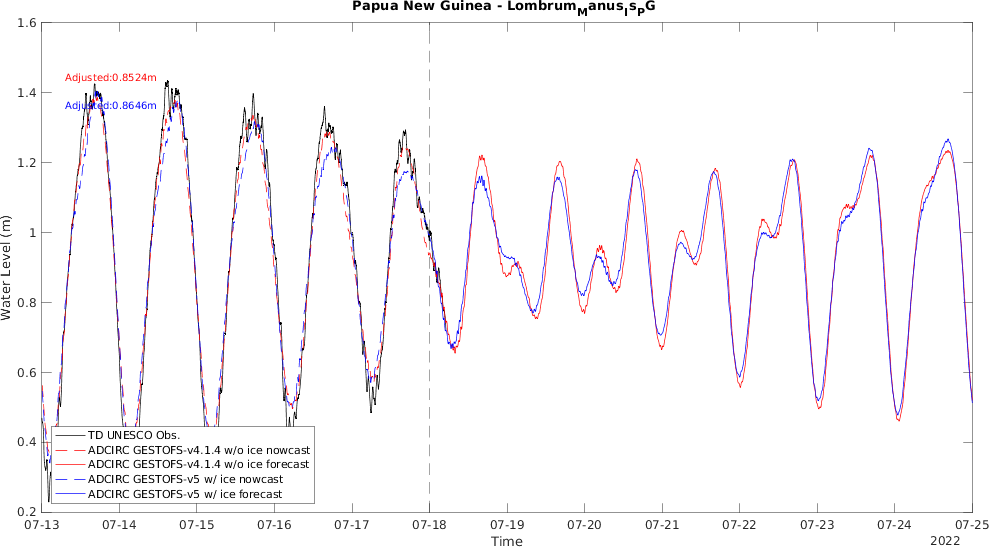 Papua New Guinea - LombrumManusIsPG
1.6
1.4
1.2
1
0.8
0.6
0.4
0.2
Water Level (m)
Adjusted:0.8524m
Adjusted:0.8646m
TD UNESCO Obs.
ADCIRC GESTOFS-v4.1.4 w/o ice nowcast
ADCIRC GESTOFS-v4.1.4 w/o ice forecast
ADCIRC GESTOFS-v5 w/ ice nowcast
ADCIRC GESTOFS-v5 w/ ice forecast
07-13 07-14 07-15 07-16 07-17 07-18 07-19 07-20 07-21 07-22 07-23 07-24 07-25
Time
2022